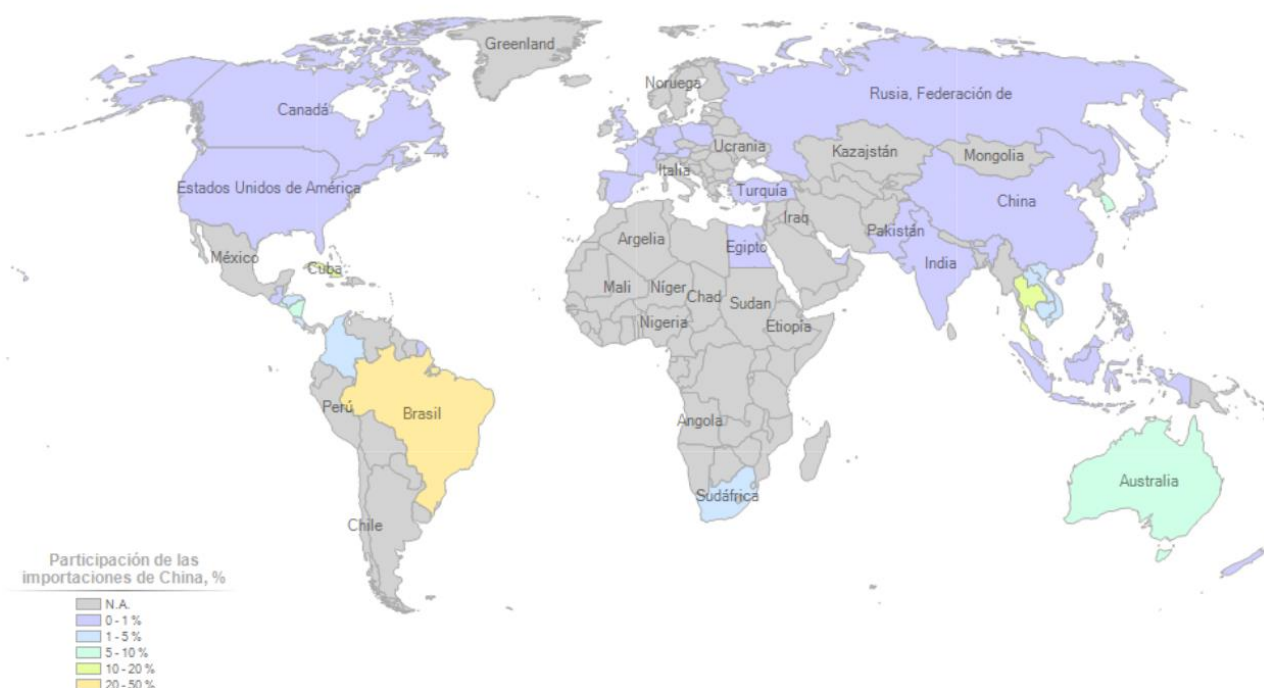 Greenland
Noruega
Rusia, Federación de
Canadá
Ucrania
Kazajstán
Mongolia
Italia
Estados Unidos de América
Turquía
China
Iraq
Pakistán
Argelia
Egipto
México
Cuba
India
Mali
Níger
Chad
Sudan
Nigeria
Etiopía
Perú
Brasil
Angola
Australia
Sudáfrica
Chile
Participación de las
importaciones de China, %
N.A.
0 - 1 %
1 - 5 %
5 - 10 %
10 - 20 %
20 - 50 %